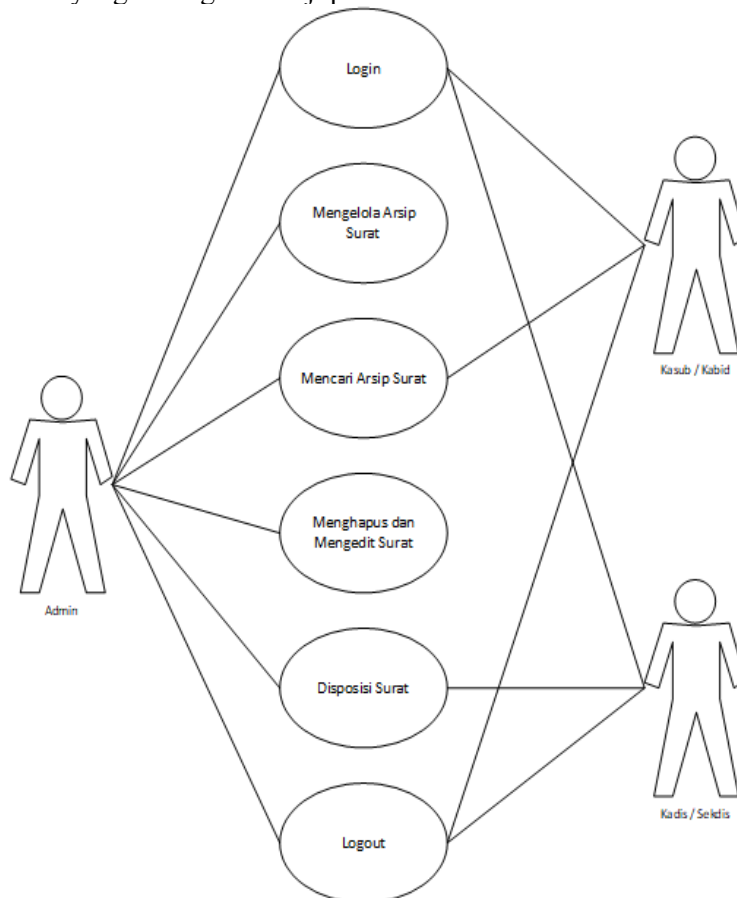 Login
Mengelola Arsip
Surat
Mencari Arsip Surat
Kasub / Kabid
Menghapus dan
Mengedit Surat
Admin
Disposisi Surat
Kadis / Sekdis
Logout